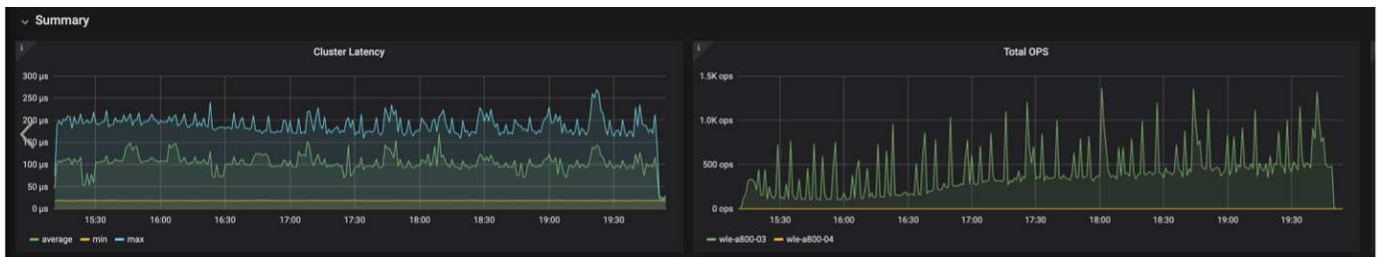 Summary
Cluster Latency
300 μs
250 μs
200 μs
150 μs
100 μs
50 μs
0 μs
15:30 16:00 16:30 17:00 17:30 18:00 18:30 19:00 19:30
average min max
Total OPS
1.5K ops
1.0K ops
500 ops
0 ops
15:30 16:00 16:30 17:00 17:30 18:00 18:30 19:00 19:30
wle-a800-03 wle-a800-04